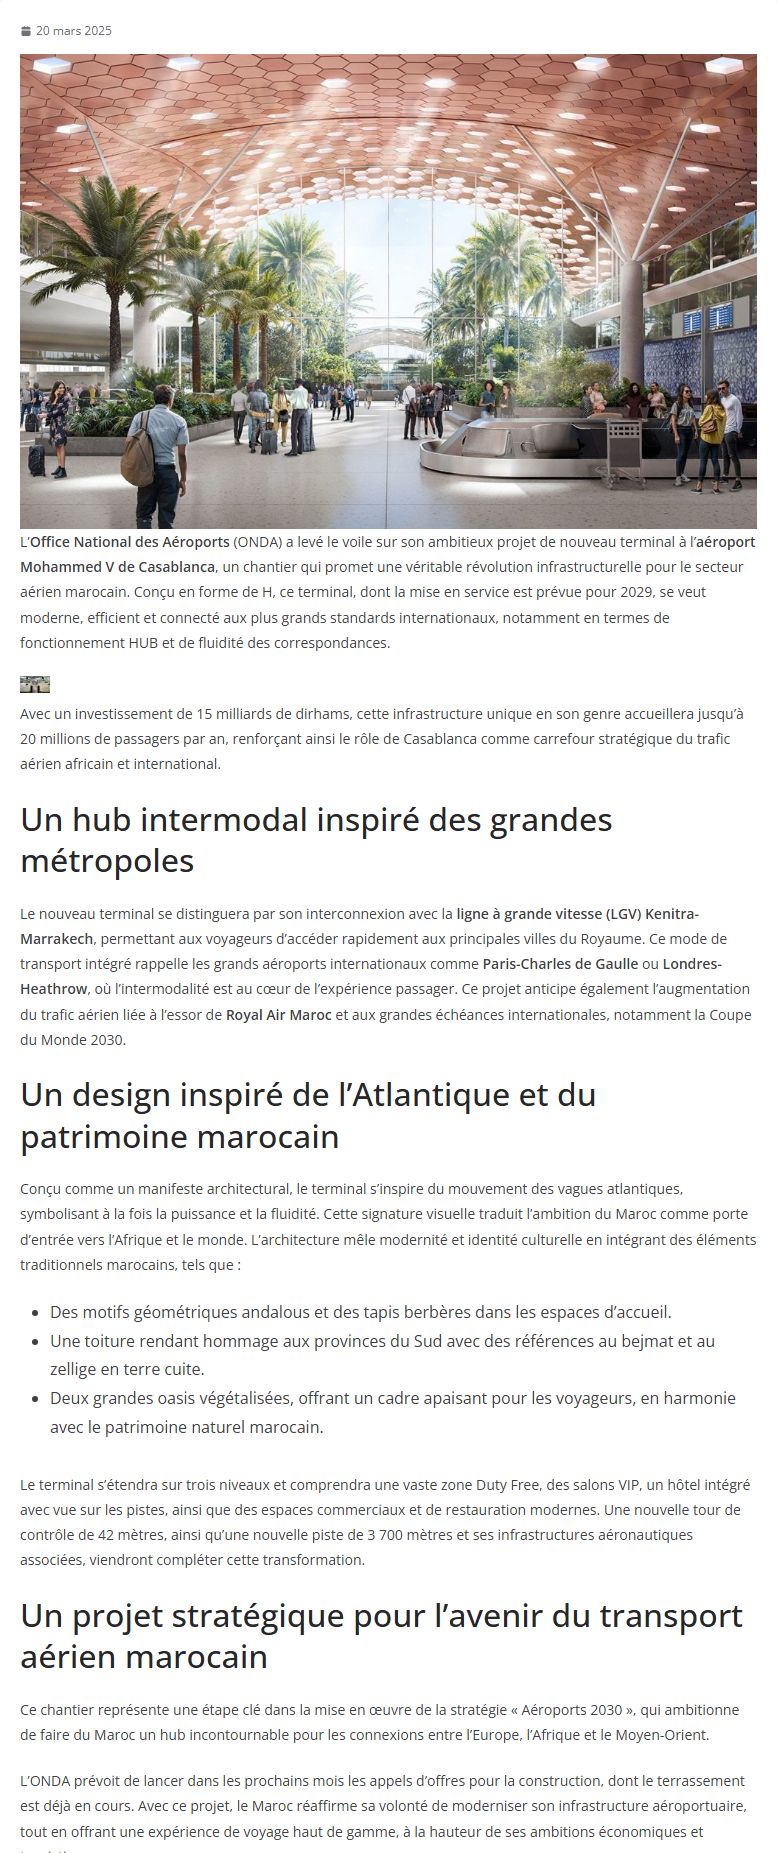 20 mars 2025
L’Office National des Aéroports (ONDA) a levé le voile sur son ambitieux projet de nouveau terminal à l’aéroport
Mohammed V de Casablanca, un chantier qui promet une véritable révolution infrastructurelle pour le secteur
aérien marocain. Conçu en forme de H, ce terminal, dont la mise en service est prévue pour 2029, se veut
moderne, efficient et connecté aux plus grands standards internationaux, notamment en termes de
fonctionnement HUB et de fluidité des correspondances.
Avec un investissement de 15 milliards de dirhams, cette infrastructure unique en son genre accueillera jusqu’à
20 millions de passagers par an, renforçant ainsi le rôle de Casablanca comme carrefour stratégique du trafic
aérien africain et international.
Un hub intermodal inspiré des grandes
métropoles
Le nouveau terminal se distinguera par son interconnexion avec la ligne à grande vitesse (LGV) Kenitra-
Marrakech, permettant aux voyageurs d’accéder rapidement aux principales villes du Royaume. Ce mode de
transport intégré rappelle les grands aéroports internationaux comme Paris-Charles de Gaulle ou Londres-
Heathrow, où l’intermodalité est au cœur de l’expérience passager. Ce projet anticipe également l’augmentation
du trafic aérien liée à l’essor de Royal Air Maroc et aux grandes échéances internationales, notamment la Coupe
du Monde 2030.
Un design inspiré de l’Atlantique et du
patrimoine marocain
Conçu comme un manifeste architectural, le terminal s’inspire du mouvement des vagues atlantiques,
symbolisant à la fois la puissance et la fluidité. Cette signature visuelle traduit l’ambition du Maroc comme porte
d’entrée vers l’Afrique et le monde. L’architecture mêle modernité et identité culturelle en intégrant des éléments
traditionnels marocains, tels que :
• Des motifs géométriques andalous et des tapis berbères dans les espaces d’accueil.
• Une toiture rendant hommage aux provinces du Sud avec des références au bejmat et au
zellige en terre cuite.
• Deux grandes oasis végétalisées, offrant un cadre apaisant pour les voyageurs, en harmonie
avec le patrimoine naturel marocain.
Le terminal s’étendra sur trois niveaux et comprendra une vaste zone Duty Free, des salons VIP, un hôtel intégré
avec vue sur les pistes, ainsi que des espaces commerciaux et de restauration modernes. Une nouvelle tour de
contrôle de 42 mètres, ainsi qu’une nouvelle piste de 3 700 mètres et ses infrastructures aéronautiques
associées, viendront compléter cette transformation.
Un projet stratégique pour l’avenir du transport
aérien marocain
Ce chantier représente une étape clé dans la mise en œuvre de la stratégie « Aéroports 2030 », qui ambitionne
de faire du Maroc un hub incontournable pour les connexions entre l’Europe, l’Afrique et le Moyen-Orient.
L’ONDA prévoit de lancer dans les prochains mois les appels d’offres pour la construction, dont le terrassement
est déjà en cours. Avec ce projet, le Maroc réaffirme sa volonté de moderniser son infrastructure aéroportuaire,
tout en offrant une expérience de voyage haut de gamme, à la hauteur de ses ambitions économiques et